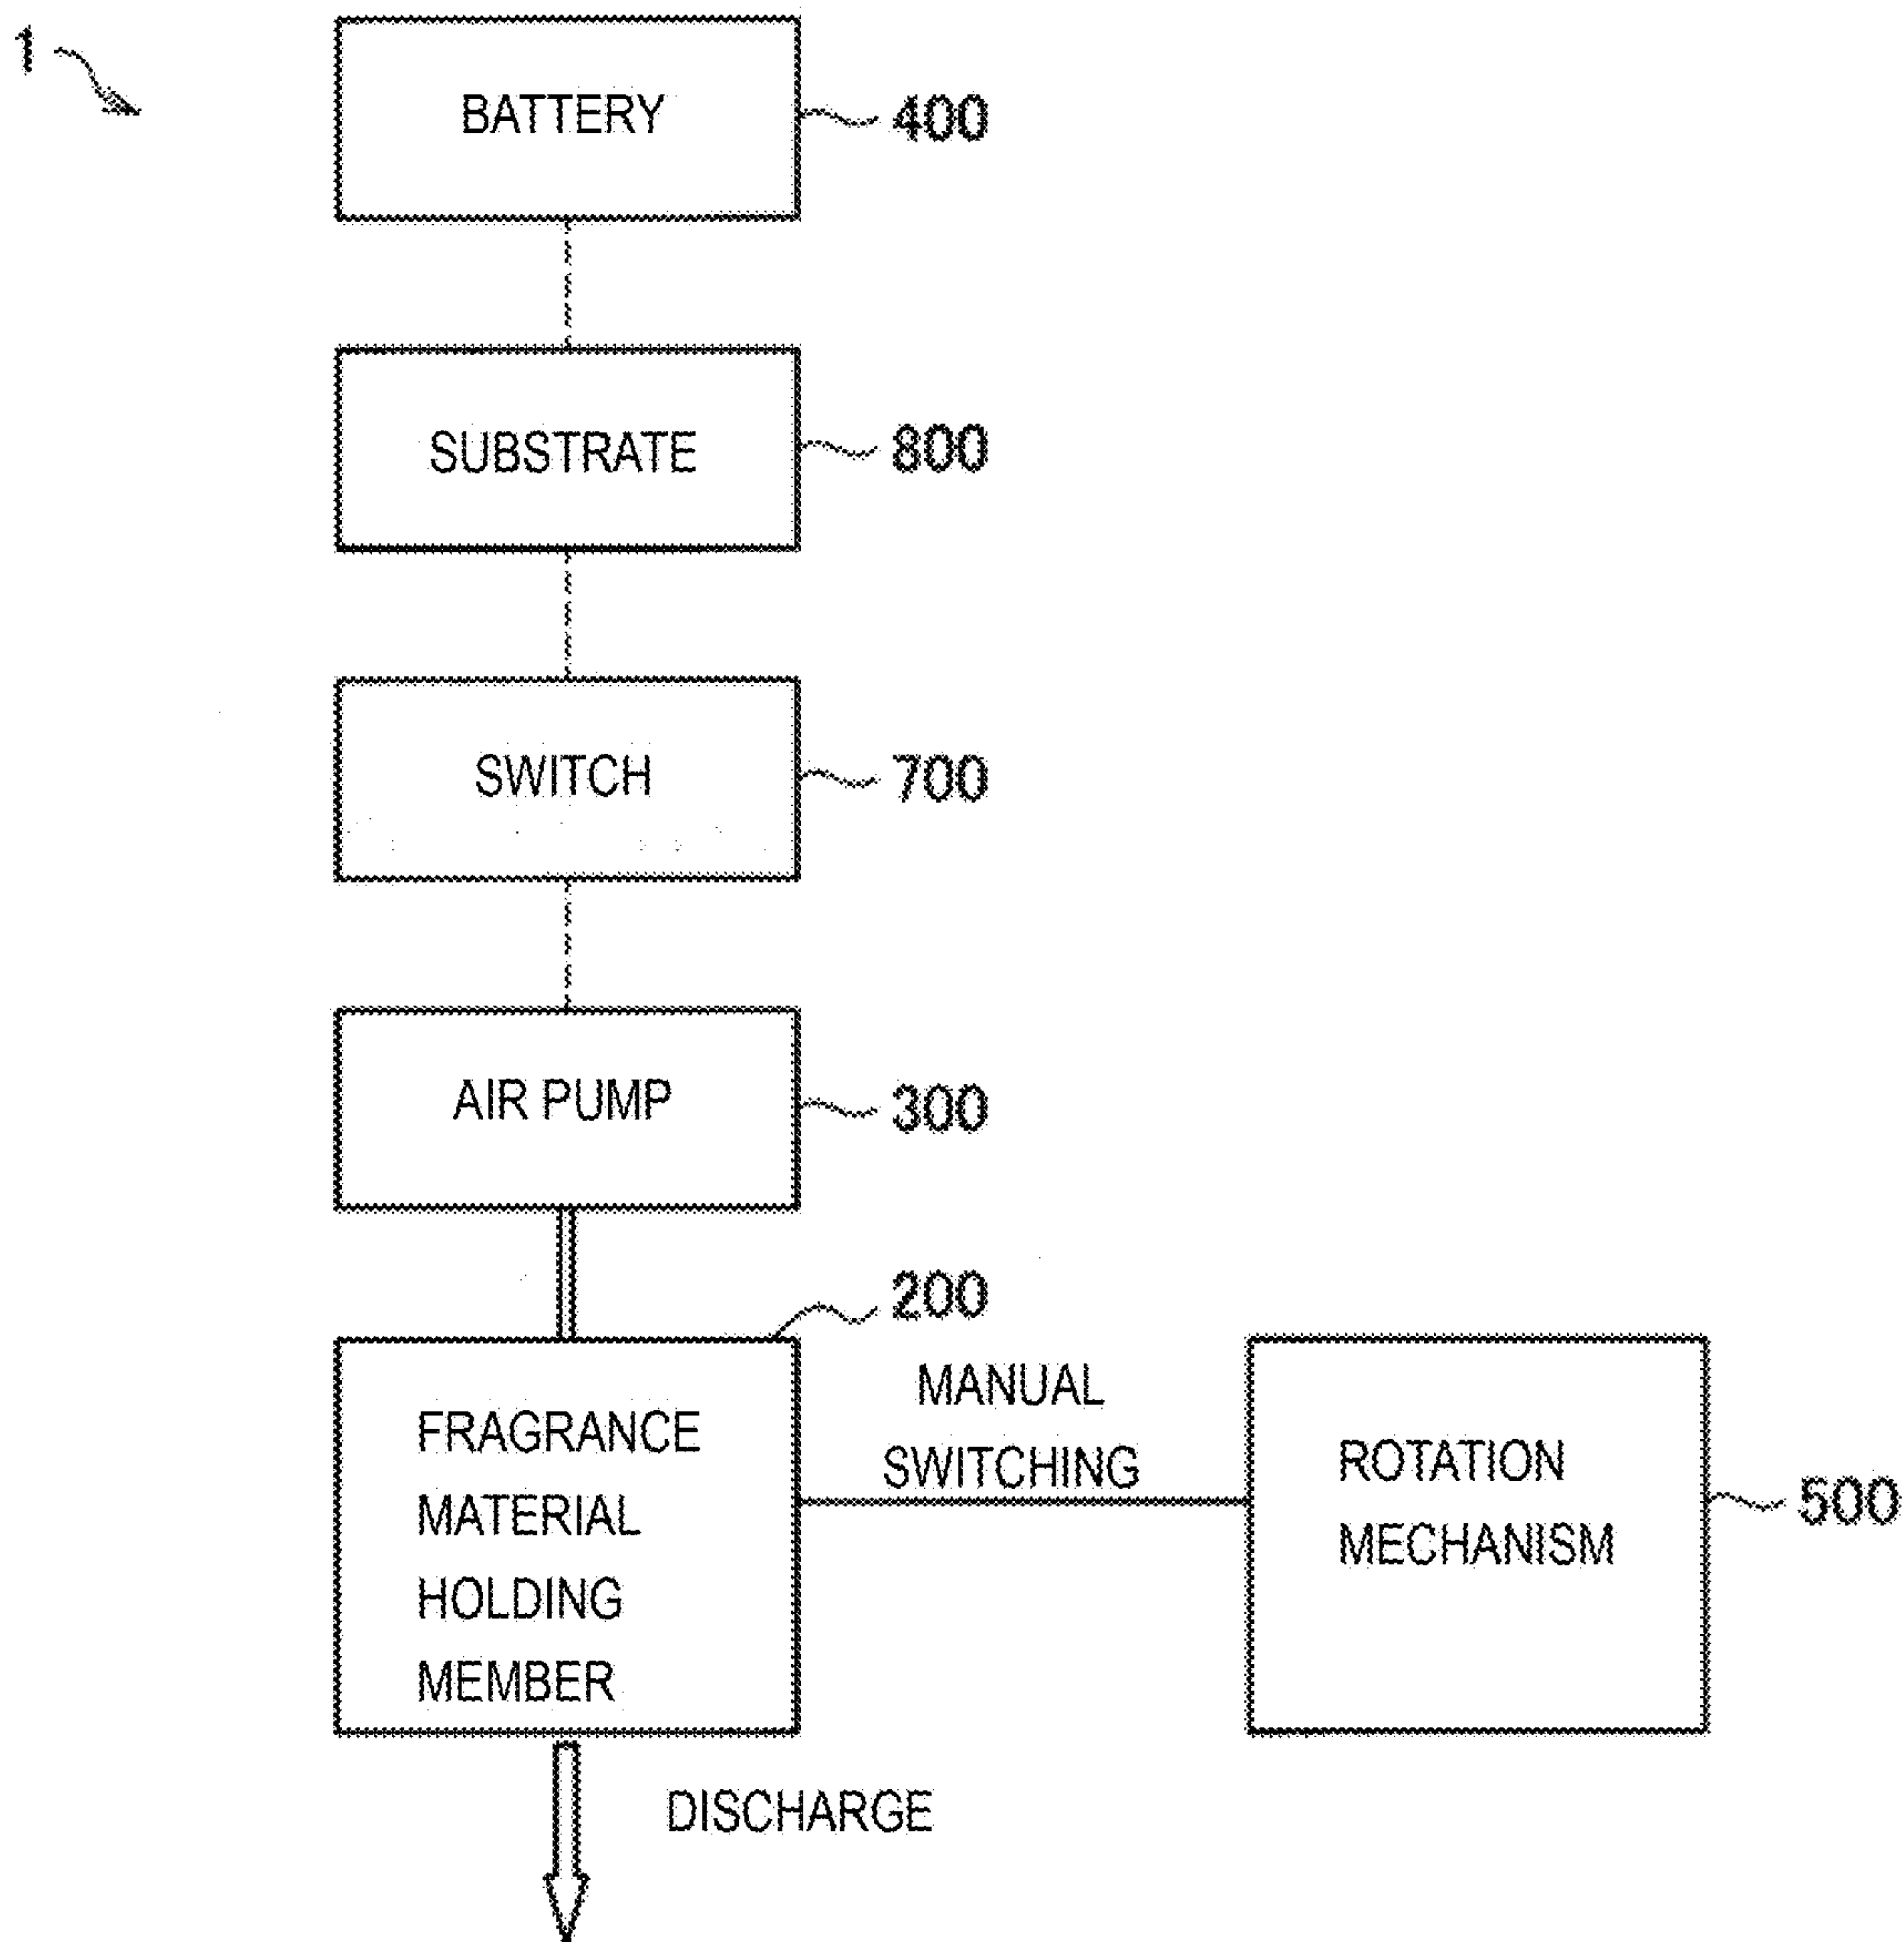 1
BATTERY
400
SUBSTRATE
800
SWITCH
700
AIR PUMP
300
200
FRAGRANCE
MATERIAL
HOLDING
MEMBER
MANUAL
SWITCHING
ROTATION
MECHANISM
500
DISCHARGE